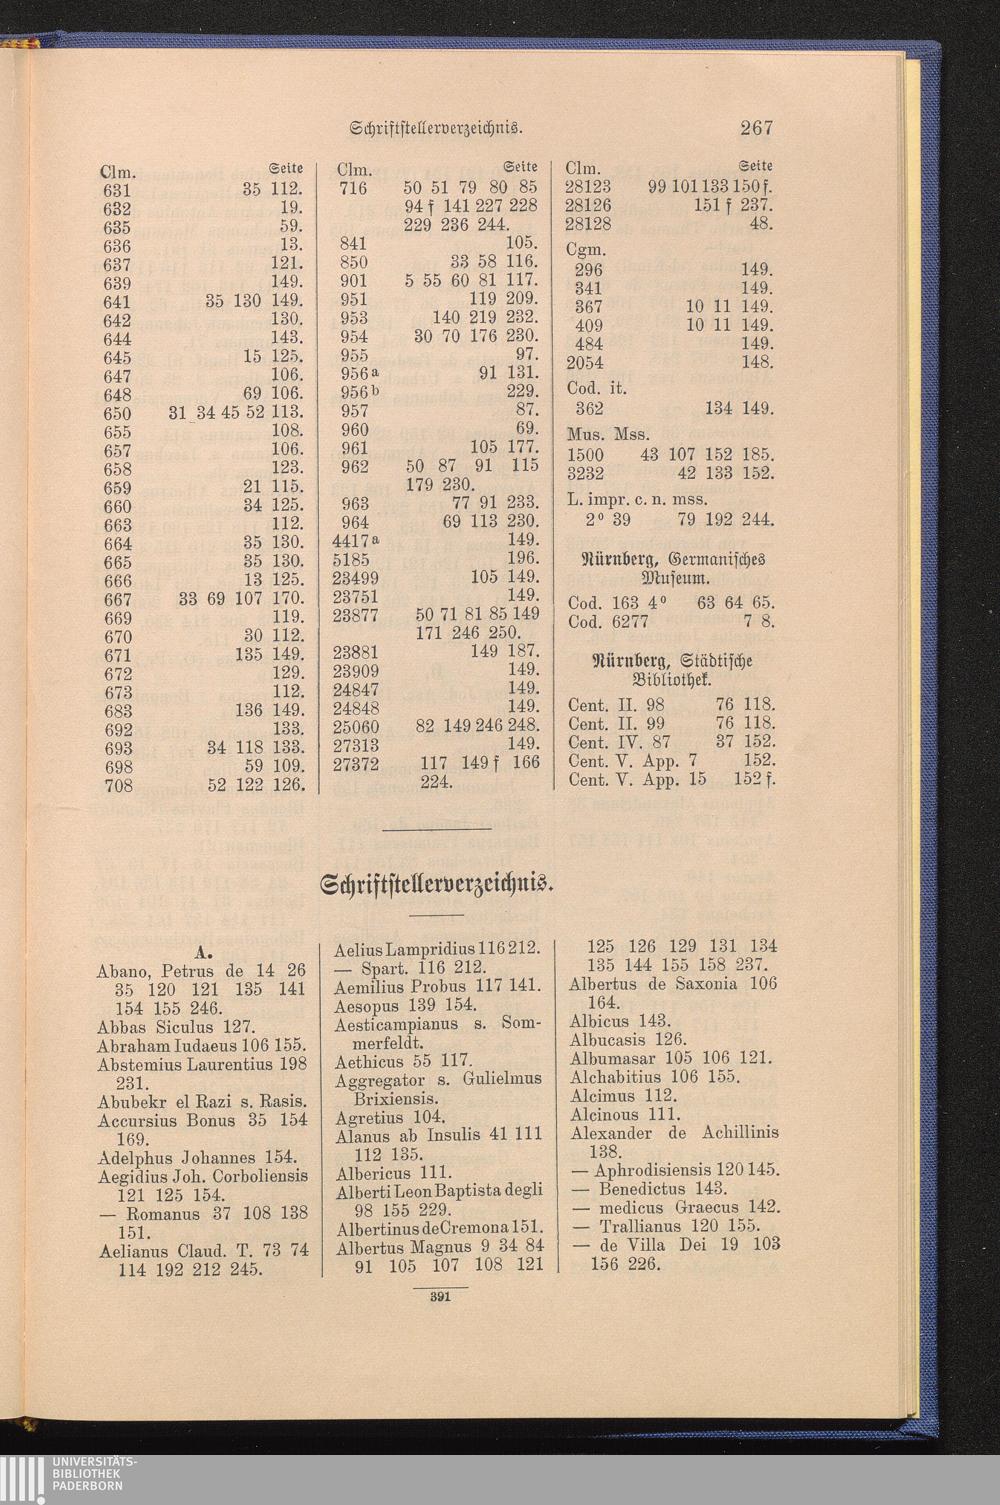 Schriftstellerverzeichnis. 267
Clm. Seite
631 35 112.
632 19.
635 59.
636 13.
637 121.
639 149.
641 35 130 149.
642 130.
644 143.
645 15 125.
647 106.
648 69 106.
650 31 34 45 52 113.
655 108.
657 106.
658 123.
659 21 115.
660 34 125.
663 112.
664 35 130.
665 35 130.
666 13 125.
667 33 69 107 170.
669 119.
670 30 112.
671 135 149.
672 129.
673 112.
683 136 149.
692 133.
693 34 118 133.
698 59 109.
708 52 122 126.
Clm. Seite
716 50 51 79 80 85
94 f 141 227 228
229 236 244.
841 105.
850 33 58 116.
901 5 55 60 81 117.
951 119 209.
953 140 219 232.
954 30 70 176 230.
955 97.
956 a 91 131.
956 b 229.
957 87.
960 69.
961 105 177.
962 50 87 91 115
179 230.
963 77 91 233.
964 69 113 230.
4417 a 149.
5185 196.
23499 105 149.
23751 149.
23877 50 71 81 85 149
171 246 250.
23881 149 187.
23909 149.
24847 149.
24848 149.
25060 82 149 246 248.
27313 149.
27372 117 149 f 166
224.
Clm. Seite
28123 99 101 133 150 f.
28126 151 f 237.
28128 48.
Cgm.
296 149.
341 149.
367 10 11 149.
409 10 11 149.
484 149.
2054 148.
Cod. it.
362 134 149.
Mus. Mss.
1500 43 107 152 185.
3232 42 133 152.
L. impr. c. n. mss.
2⁰ 39 79 192 244.
Nürnberg, Germanisches
Museum.
Cod. 163 4⁰ 63 64 65.
Cod. 6277 7 8.
Nürnberg, Städtische
Bibliothek.
Cent. II. 98 76 118.
Cent. II. 99 76 118.
Cent. IV. 87 37 152.
Cent. V. App. 7 152.
Cent. V. App. 15 152 f.
Schriftstellerverzeichnis.
A.
Abano, Petrus de 14 26
35 120 121 135 141
154 155 246.
Abbas Siculus 127.
Abraham Iudaeus 106 155.
Abstemius Laurentius 198
231.
Abubekr el Razi s. Rasis.
Accursius Bonus 35 154
169.
Adelphus Johannes 154.
Aegidius Joh. Corboliensis
121 125 154.
— Romanus 37 108 138
151.
Aelianus Claud. T. 73 74
114 192 212 245.
Aelius Lampridius 116 212.
— Spart. 116 212.
Aemilius Probus 117 141.
Aesopus 139 154.
Aesticampianus s. Som-
merfeldt.
Aethicus 55 117.
Aggregator s. Gulielmus
Brixiensis.
Agretius 104.
Alanus ab Insulis 41 111
112 135.
Albericus 111.
Alberti Leon Baptista degli
98 155 229.
Albertinus de Cremona 151.
Albertus Magnus 9 34 84
91 105 107 108 121
125 126 129 131 134
135 144 155 158 237.
Albertus de Saxonia 106
164.
Albicus 143.
Albucasis 126.
Albumasar 105 106 121.
Alchabitius 106 155.
Alcimus 112.
Alcinous 111.
Alexander de Achillinis
138.
— Aphrodisiensis 120 145.
— Benedictus 143.
— medicus Graecus 142.
— Trallianus 120 155.
— de Villa Dei 19 103
156 226.
391
UNIVERSITÄTS-
BIBLIOTHEK
PADERBORN